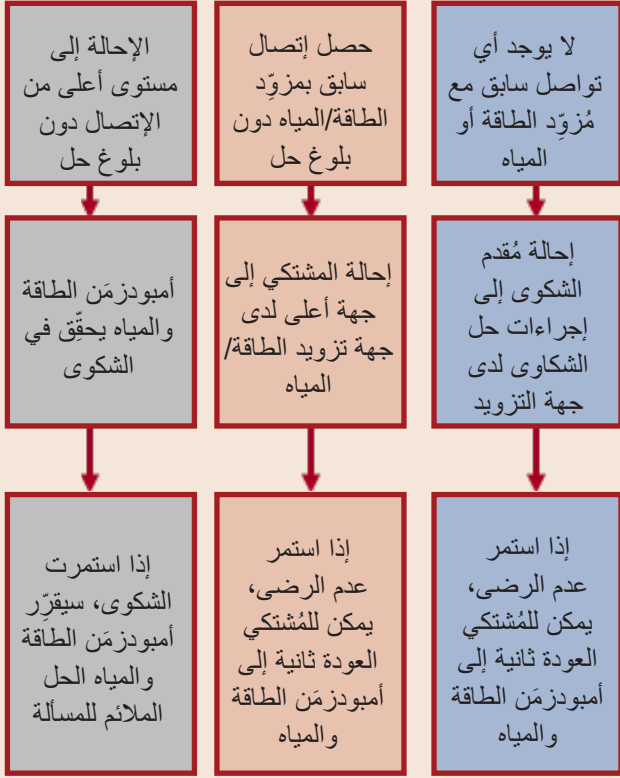 لا يوجد أي
تواصل سابق مع
مُزوّد الطاقة أو
المياه
إحالة مُقدم
الشكوى إلى
إجراءات حل
الشكاوى لدى
جهة التزويد
إذا استمر
عدم الرضى،
يمكن للمُشتكي
العودة ثانية إلى
أمبودزمَن الطاقة
والمياه
حصل إتصال
سابق بمزوِّد
الطاقة/المياه دون
بلوغ حل
إحالة المشتكي إلى
جهة أعلى لدى
جهة تزويد الطاقة/
المياه
إذا استمر
عدم الرضى،
يمكن للمُشتكي
العودة ثانية إلى
أمبودزمَن الطاقة
والمياه
الإحالة إلى
مستوى أعلى من
الإتصال دون
بلوغ حل
أمبودزمَن الطاقة
والمياه يحقِّق في
الشكوى
إذا استمرت
الشكوى، سيقرِّر
أمبودزمَن الطاقة
والمياه الحل
الملائم للمسألة